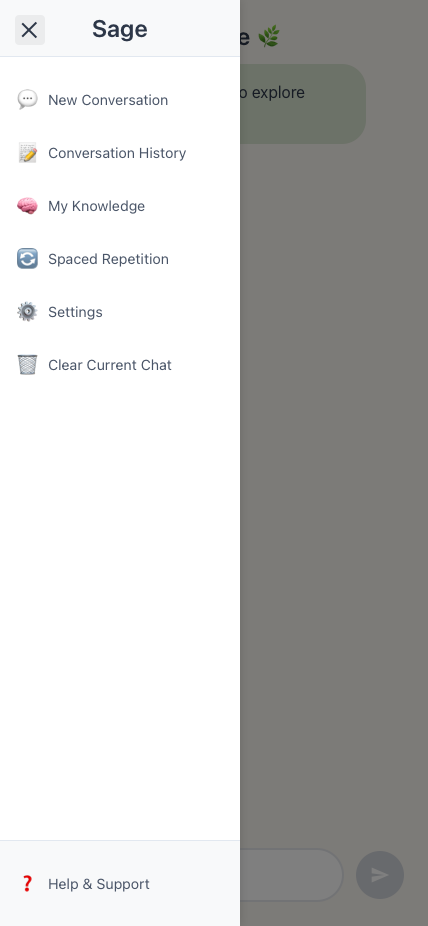 Sage
e 🌿
o explore
💬 New Conversation
📝 Conversation History
🧠 My Knowledge
🔄 Spaced Repetition
⚙️ Settings
🗑️ Clear Current Chat
❓ Help & Support